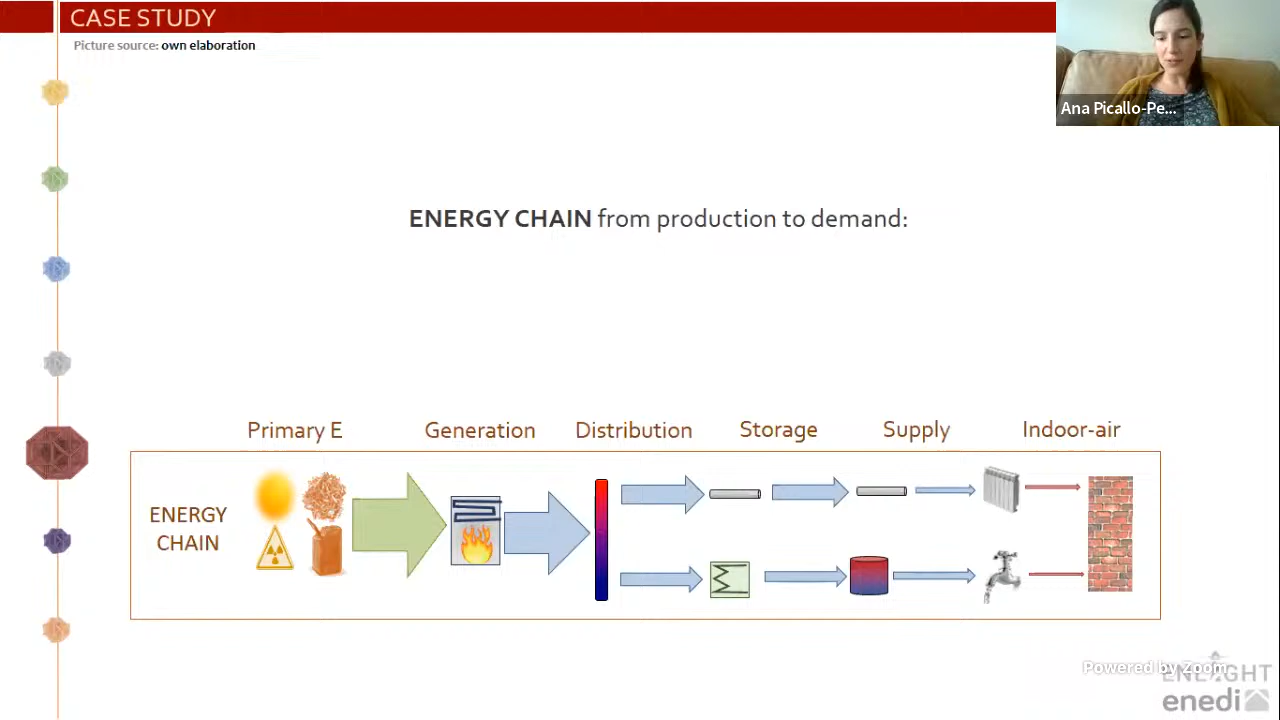 CASE STUDY
Picture source: own elaboration
Ana Picallo-Pe...
ENERGY CHAIN from production to demand:
Primary E Generation Distribution Storage Supply Indoor-air
ENERGY
CHAIN
Powered by Zoom
enedi